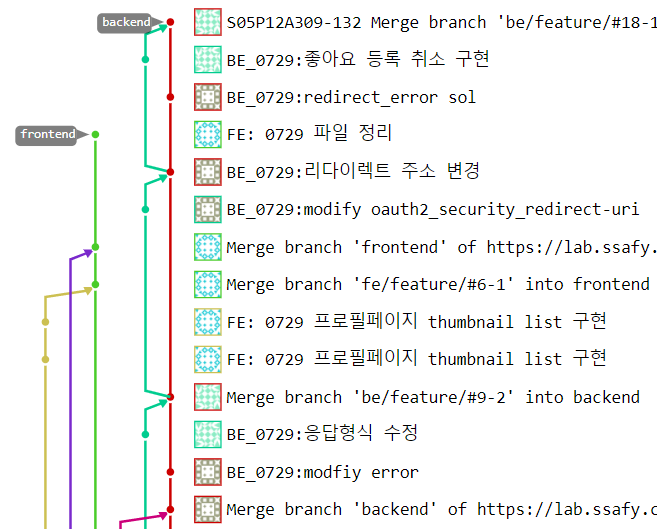 backend
S05P12A309-132 Merge branch 'be/feature/#18-1
BE_0729:좋아요 등록 취소 구현
BE_0729:redirect_error sol
frontend
FE: 0729 파일 정리
BE_0729:리다이렉트 주소 변경
BE_0729:modify oauth2_security_redirect-uri
Merge branch 'frontend' of https://lab.ssafy.
Merge branch 'fe/feature/#6-1' into frontend
FE: 0729 프로필페이지 thumbnail list 구현
FE: 0729 프로필페이지 thumbnail list 구현
Merge branch 'be/feature/#9-2' into backend
BE_0729:응답형식 수정
BE_0729:modfiy error
Merge branch 'backend' of https://lab.ssafy.c